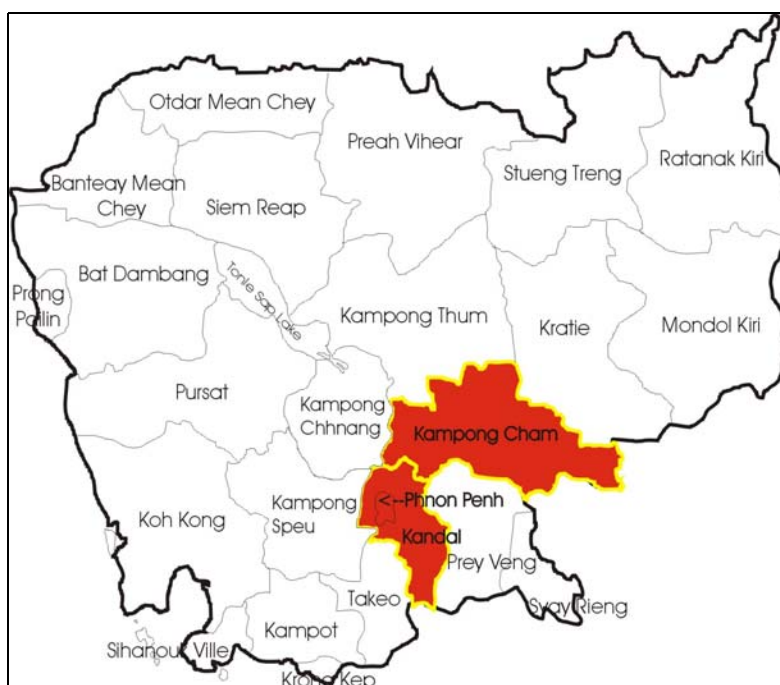 Otdar Mean Chey
Preah Vihear
Ratanak Kiri
Stueng Treng
Banteay Mean
Chey
Siem Reap
Bat Dambang
Tonle Sap Lake
Prong
Pailin
Kampong Thum
Kratie
Mondol Kiri
Pursat
Kampong
Chhnang
Kampong Cham
Koh Kong
Kampong
Speu
<--Phnon Penh
Kandal
Prey Veng
Takeo
Svay Rieng
Kampot
Sihanouk Ville
Krong Kep